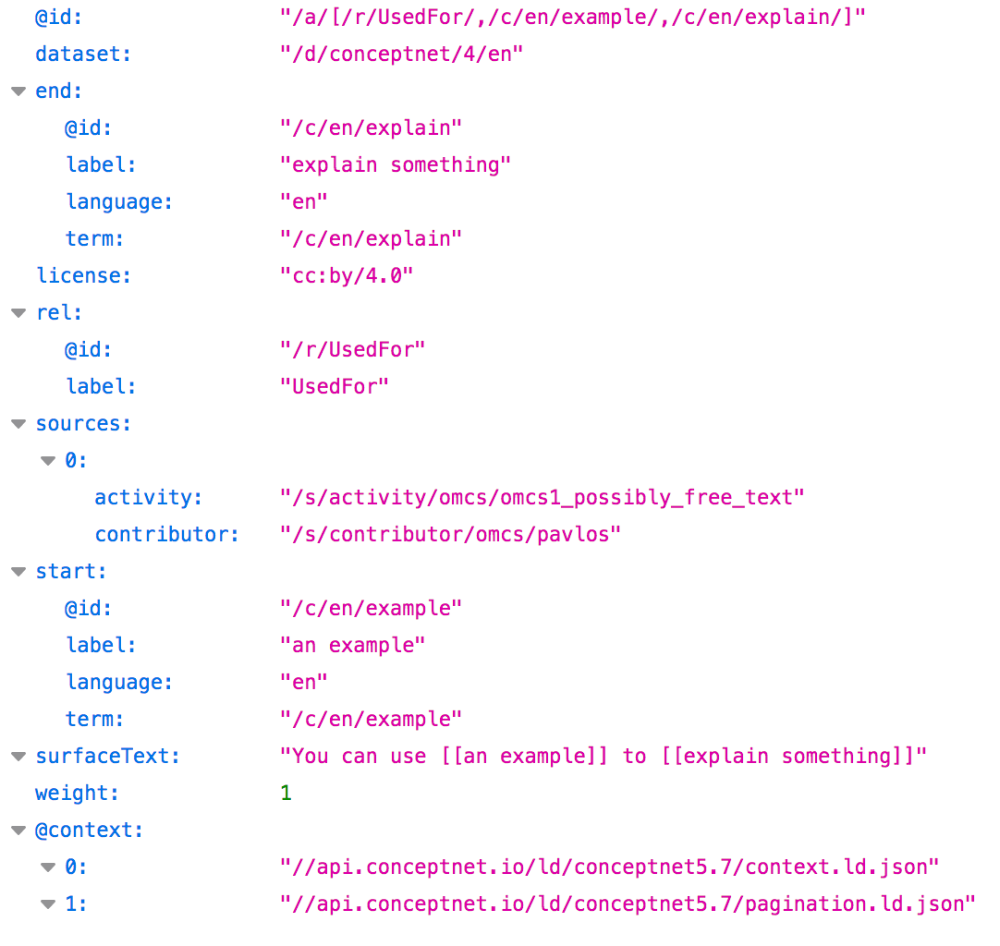 @id: "/a/[/r/UsedFor/,/c/en/example/,/c/en/explain/]"
dataset: "/d/conceptnet/4/en"
end:
@id: "/c/en/explain"
label: "explain something"
language: "en"
term: "/c/en/explain"
license: "cc:by/4.0"
rel:
@id: "/r/UsedFor"
label: "UsedFor"
sources:
0:
activity: "/s/activity/omcs/omcs1_possibly_free_text"
contributor: "/s/contributor/omcs/pavlos"
start:
@id: "/c/en/example"
label: "an example"
language: "en"
term: "/c/en/example"
surfaceText: "You can use [[an example]] to [[explain something]]"
weight: 1
@context:
0: "//api.conceptnet.io/ld/conceptnet5.7/context.ld.json"
1: "//api.conceptnet.io/ld/conceptnet5.7/pagination.ld.json"